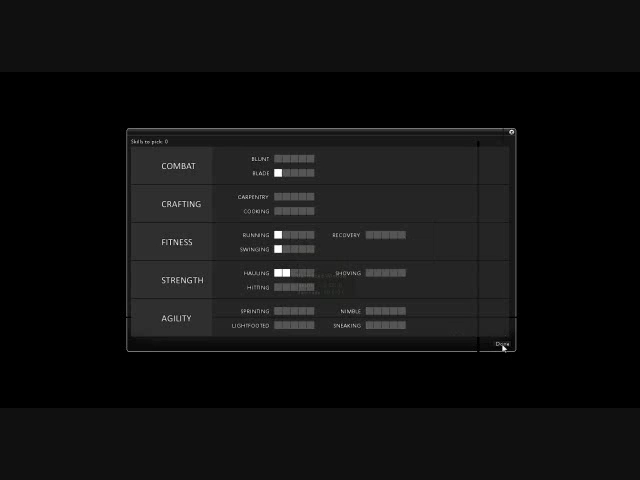 Skills to pick: 0
COMBAT
BLUNT
BLADE
CRAFTING
CARPENTRY
COOKING
FITNESS
RUNNING RECOVERY
SWINGING
STRENGTH
HAULING SHOVING
HITTING
AGILITY
SPRINTING NIMBLE
LIGHTFOOTED SNEAKING
Done